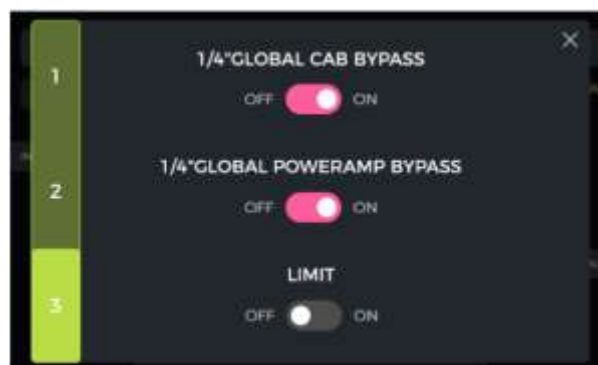 1
1/4"GLOBAL CAB BYPASS
OFF ON
2
1/4"GLOBAL POWERAMP BYPASS
OFF ON
3
LIMIT
OFF ON